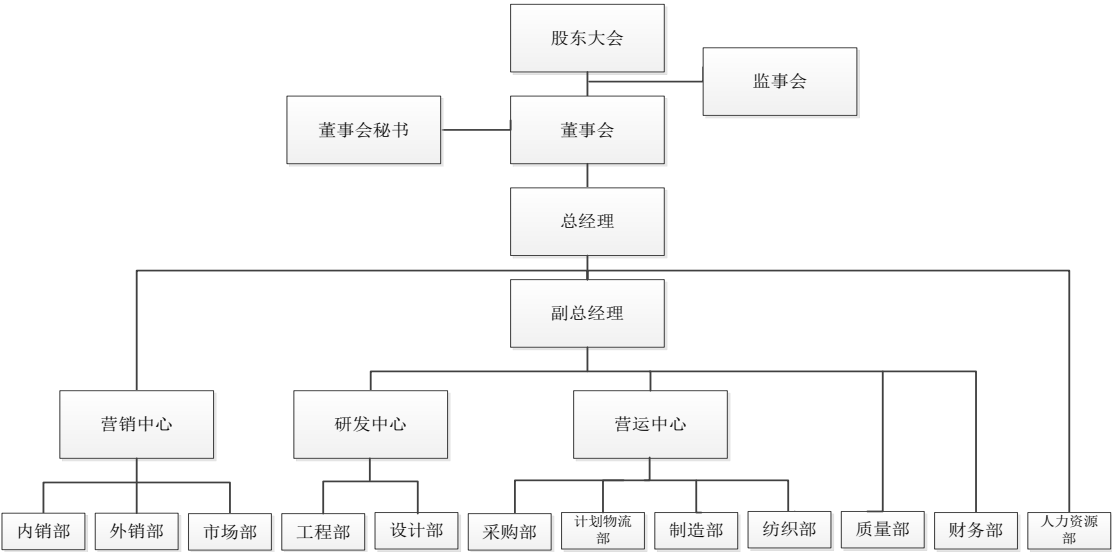 股东大会
监事会
董事会秘书
董事会
总经理
副总经理
营销中心
研发中心
营运中心
内销部
外销部
市场部
工程部
设计部
采购部
计划物流
部
制造部
纺织部
质量部
财务部
人力资源
部